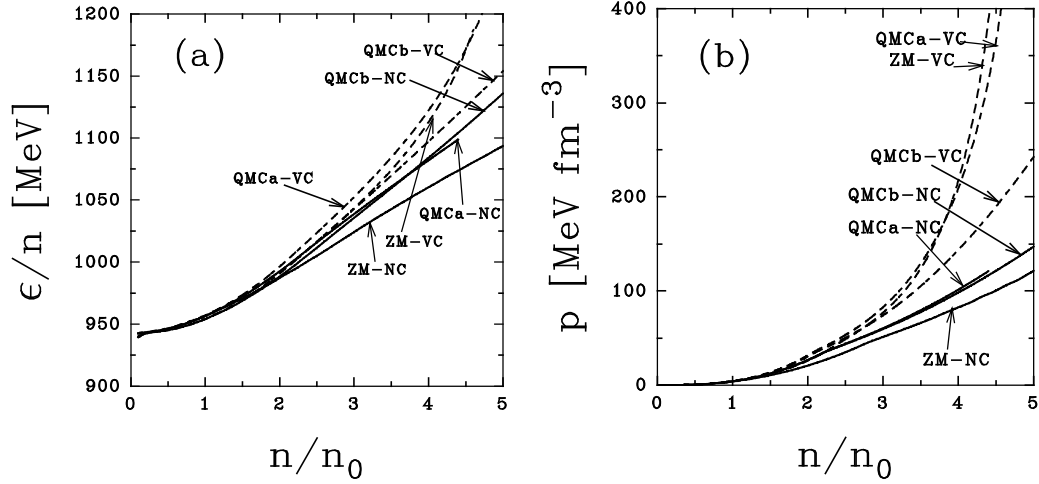 (a)
ϵ/n [MeV]
1200
1150
1100
1050
1000
950
900
QMCb−VC
QMCb−NC
QMCa−VC
QMCa−NC
ZM−VC
ZM−NC
0 1 2 3 4 5
n/n0
(b)
p [MeV fm−3]
400
300
200
100
0
QMCa−VC
ZM−VC
QMCb−VC
QMCb−NC
QMCa−NC
ZM−NC
0 1 2 3 4 5
n/n0